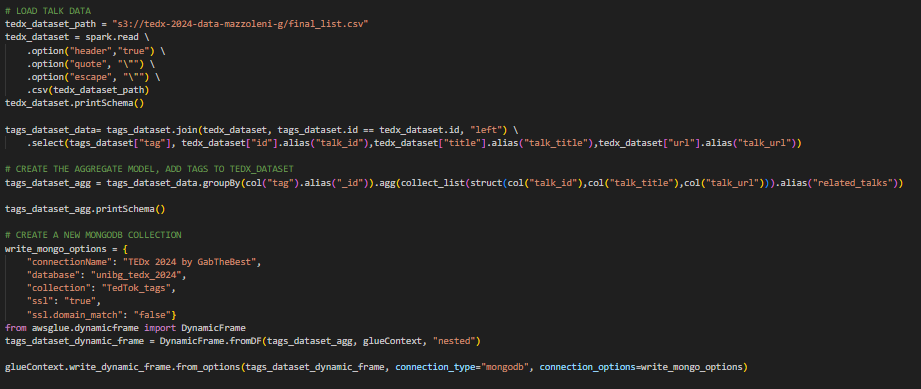 # LOAD TALK DATA
tedx_dataset_path = "s3://tedx-2024-data-mazzoleni-g/final_list.csv"
tedx_dataset = spark.read \
    .option("header","true") \
    .option("quote", "\"") \
    .option("escape", "\"") \
    .csv(tedx_dataset_path)
tedx_dataset.printSchema()

tags_dataset_data= tags_dataset.join(tedx_dataset, tags_dataset.id == tedx_dataset.id, "left") \
    .select(tags_dataset["tag"], tedx_dataset["id"].alias("talk_id"),tedx_dataset["title"].alias("talk_title"),tedx_dataset["url"].alias("talk_url"))

# CREATE THE AGGREGATE MODEL, ADD TAGS TO TEDX_DATASET
tags_dataset_agg = tags_dataset_data.groupBy(col("tag").alias("_id")).agg(collect_list(struct(col("talk_id"),col("talk_title"),col("talk_url"))).alias("related_talks"))

tags_dataset_agg.printSchema()

# CREATE A NEW MONGODB COLLECTION
write_mongo_options = {
    "connectionName": "TEDx 2024 by GabTheBest",
    "database": "unibg_tedx_2024",
    "collection": "TedTok_tags",
    "ssl": "true",
    "ssl.domain_match": "false"}
from awsglue.dynamicframe import DynamicFrame
tags_dataset_dynamic_frame = DynamicFrame.fromDF(tags_dataset_agg, glueContext, "nested")

glueContext.write_dynamic_frame.from_options(tags_dataset_dynamic_frame, connection_type="mongodb", connection_options=write_mongo_options)